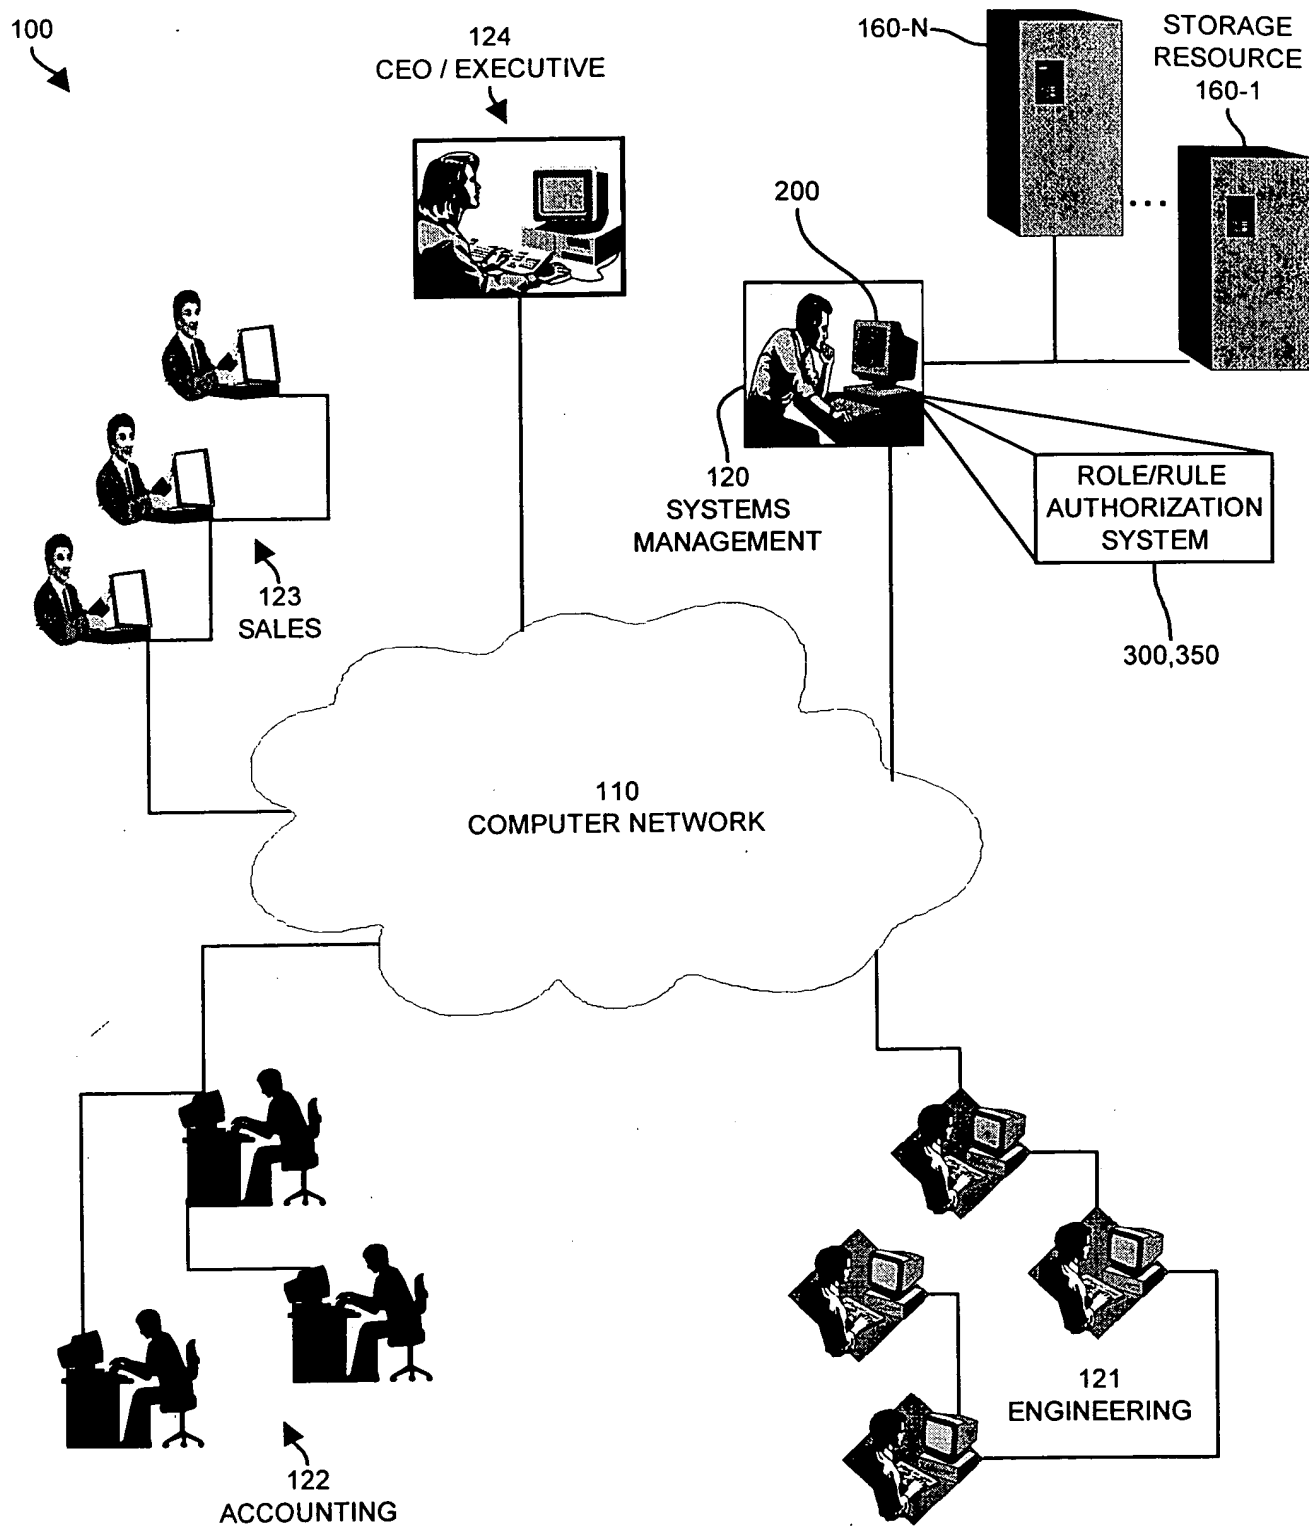 100
124
CEO / EXECUTIVE
160-N
STORAGE
RESOURCE
160-1
200
120
SYSTEMS
MANAGEMENT
ROLE/RULE
AUTHORIZATION
SYSTEM
300,350
123
SALES
110
COMPUTER NETWORK
121
ENGINEERING
122
ACCOUNTING